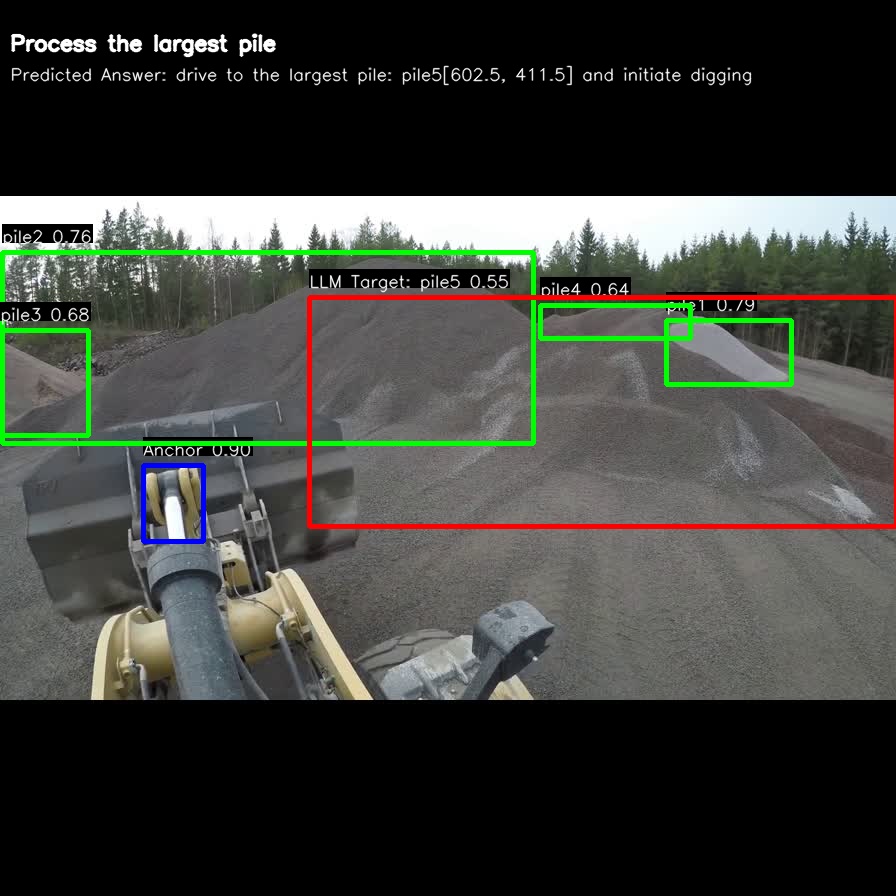 Process the largest pile
Predicted Answer: drive to the largest pile: pile5[602.5, 411.5] and initiate digging
pile2 0.76
LLM Target: pile5 0.55
pile4 0.64
pile1 0.79
pile3 0.68
Anchor 0.90